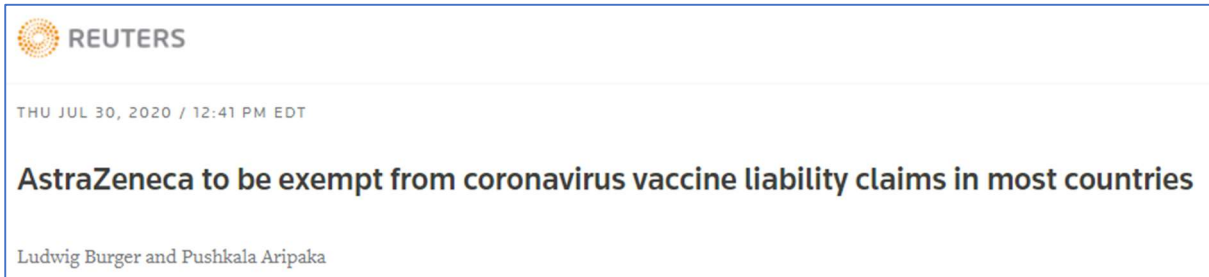 REUTERS
THU JUL 30, 2020 / 12:41 PM EDT
AstraZeneca to be exempt from coronavirus vaccine liability claims in most countries
Ludwig Burger and Pushkala Aripaka